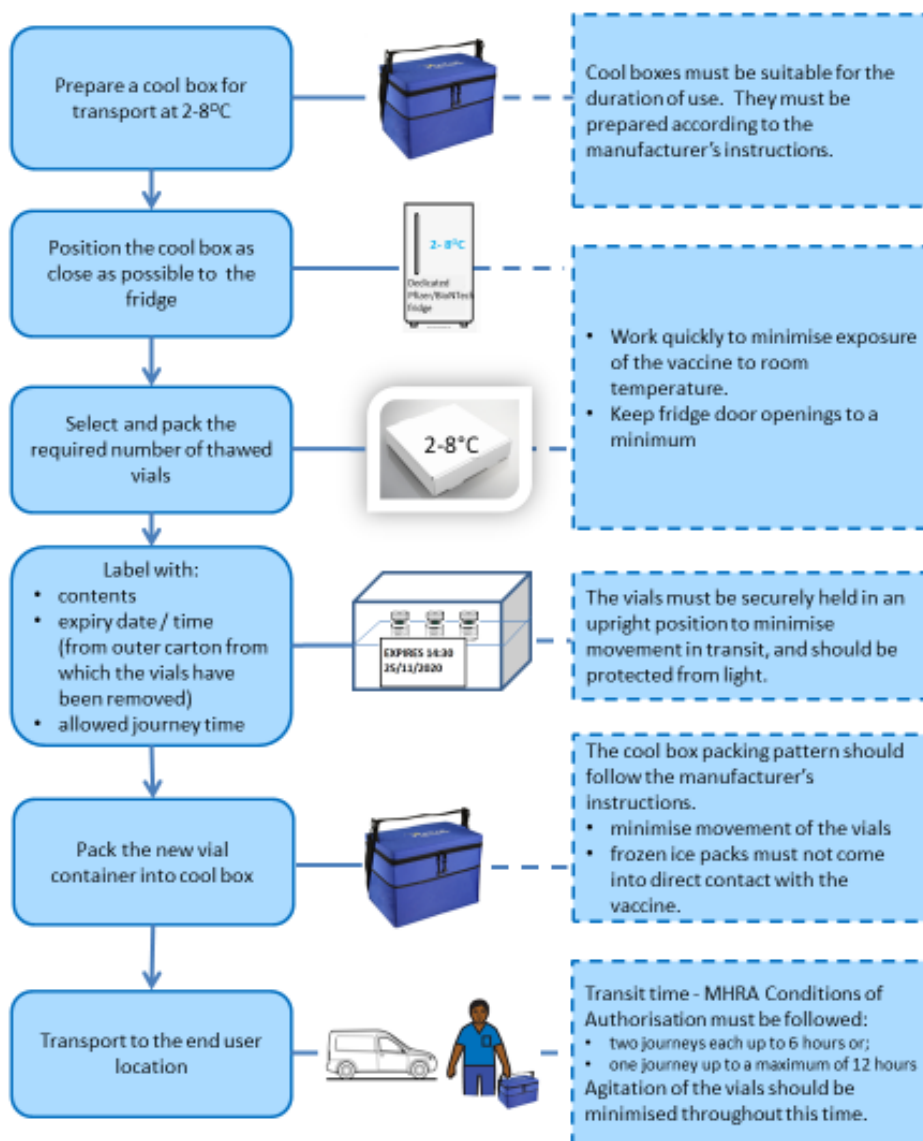 Prepare a cool box for
transport at 2-8⁰C
Cool boxes must be suitable for the
duration of use. They must be
prepared according to the
manufacturer's instructions.
Position the cool box as
close as possible to the
fridge
2- 8⁰C
Dedicated
Pfizer/BioNTech
fridge
• Work quickly to minimise exposure
of the vaccine to room
temperature.
• Keep fridge door openings to a
minimum
Select and pack the
required number of thawed
vials
2-8°C
Label with:
• contents
• expiry date / time
(from outer carton from
which the vials have
been removed)
• allowed journey time
EXPIRES 14:30
25/11/2020
The vials must be securely held in an
upright position to minimise
movement in transit, and should be
protected from light.
Pack the new vial
container into cool box
The cool box packing pattern should
follow the manufacturer's
instructions.
• minimise movement of the vials
• frozen ice packs must not come
into direct contact with the
vaccine.
Transport to the end user
location
Transit time - MHRA Conditions of
Authorisation must be followed:
• two journeys each up to 6 hours or;
• one journey up to a maximum of 12 hours
Agitation of the vials should be
minimised throughout this time.